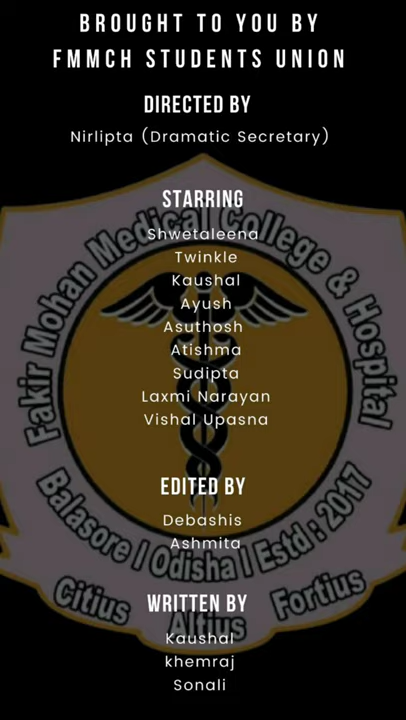 BROUGHT TO YOU BY
FMMCH STUDENTS UNION
DIRECTED BY
Nirlipta (Dramatic Secretary)
STARRING
Shwetaleena
Twinkle
Kaushal
Ayush
Asuthosh
Atishma
Sudipta
Laxmi Narayan
Vishal Upasna
EDITED BY
Debashis
Ashmita
WRITTEN BY
Kaushal
khemraj
Sonali
Fakir Mohan Medical College & Hospital
Balasore | Odisha | Estd : 2017
Citius Altius Fortius